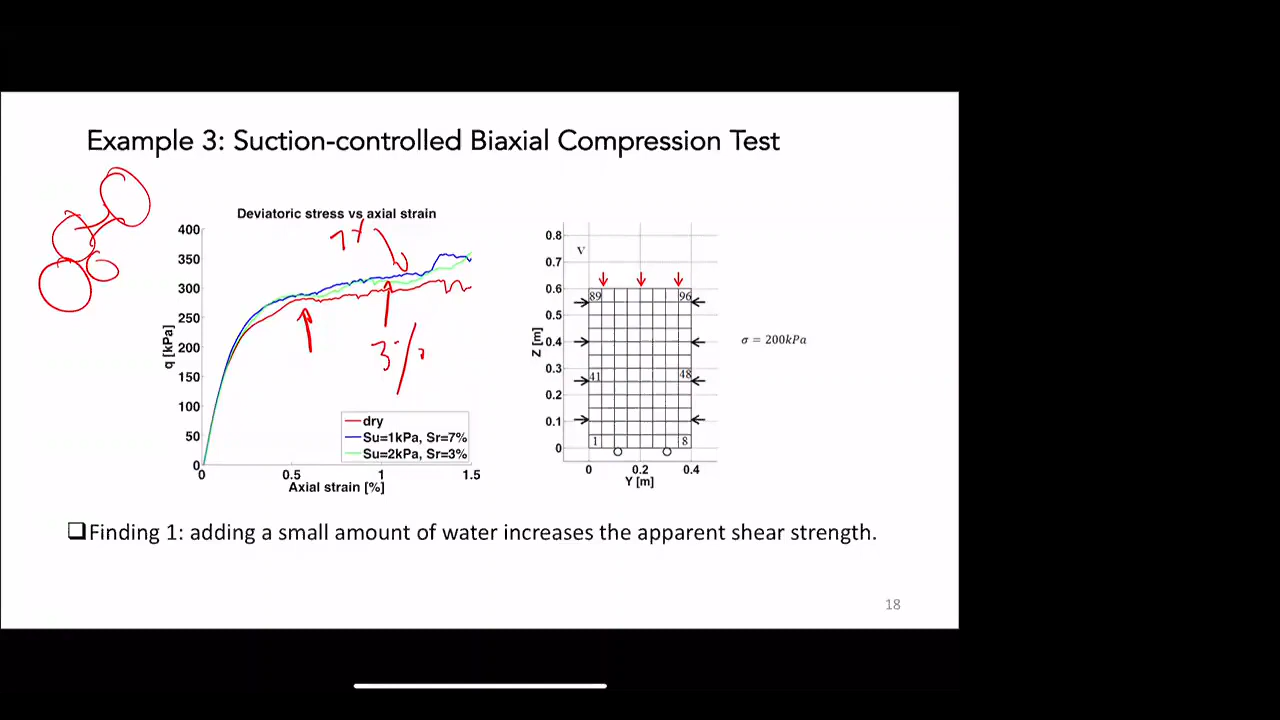 Example 3: Suction-controlled Biaxial Compression Test
Deviatoric stress vs axial strain
400
350
300
250
200
150
100
50
0
q [kPa]
0
0.5
1
1.5
Axial strain [%]
dry
Su=1kPa, Sr=7%
Su=2kPa, Sr=3%
3%
0.8
0.7
0.6
0.5
0.4
0.3
0.2
0.1
0
Z [m]
V
89
96
41
48
1
8
0
0.2
0.4
Y [m]
σ = 200kPa
Finding 1: adding a small amount of water increases the apparent shear strength.
18